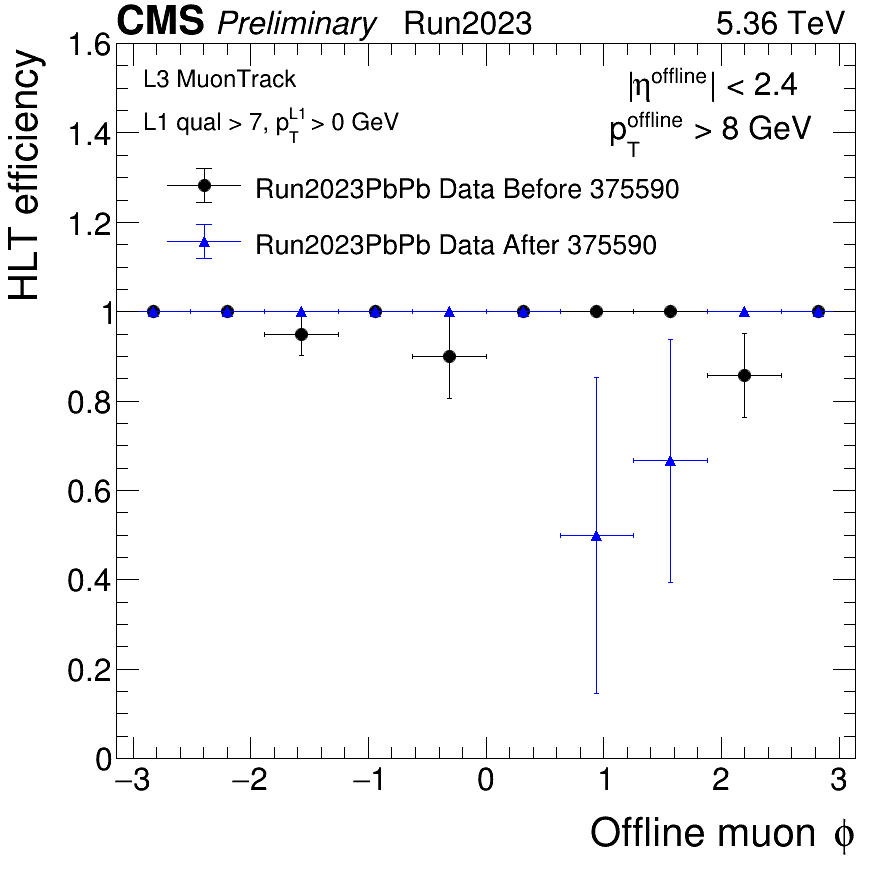 CMS Preliminary Run2023 5.36 TeV
HLT efficiency
L3 MuonTrack
L1 qual > 7, p_T^L1 > 0 GeV
|η^offline| < 2.4
p_T^offline > 8 GeV
Run2023PbPb Data Before 375590
Run2023PbPb Data After 375590
1.6
1.4
1.2
1
0.8
0.6
0.4
0.2
0
−3 −2 −1 0 1 2 3
Offline muon ϕ